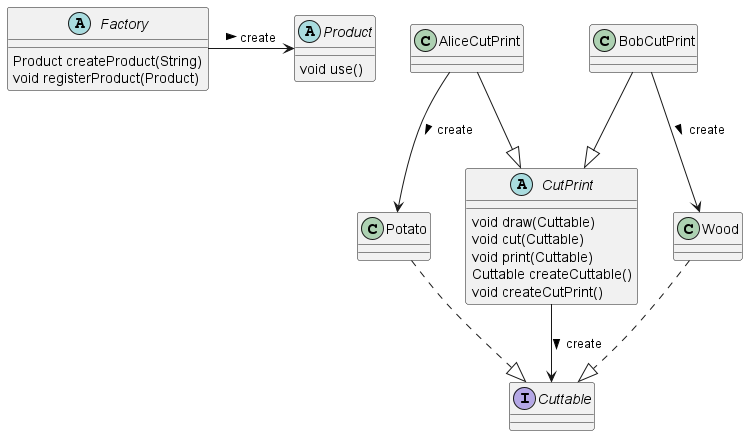 A Factory
Product createProduct(String)
void registerProduct(Product)
create
A Product
void use()
C AliceCutPrint
C BobCutPrint
create
create
A CutPrint
void draw(Cuttable)
void cut(Cuttable)
void print(Cuttable)
Cuttable createCuttable()
void createCutPrint()
C Potato
C Wood
create
I Cuttable